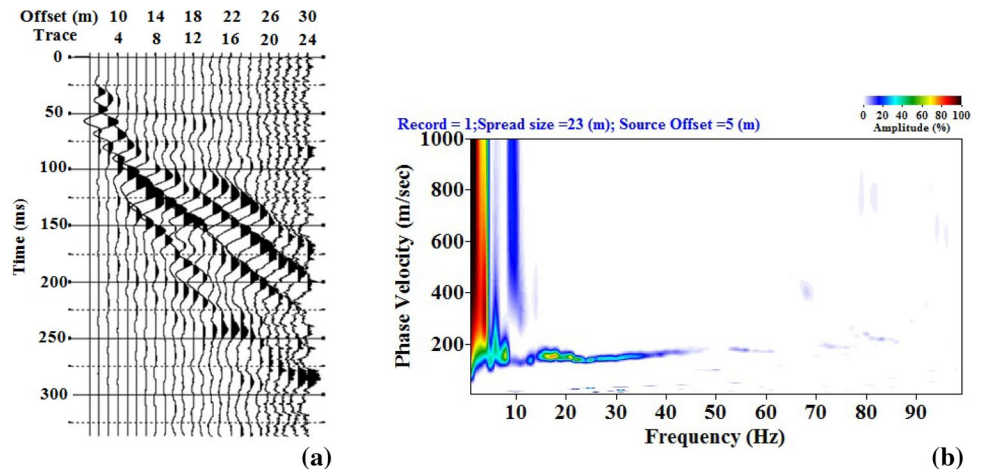 Offset (m) 10 14 18 22 26 30
Trace 4 8 12 16 20 24
0
50
100
150
200
250
300
Time (ms)
(a)
0 20 40 60 80 100
Amplitude (%)
Record = 1;Spread size =23 (m); Source Offset =5 (m)
1000
800
600
400
200
Phase Velocity (m/sec)
10 20 30 40 50 60 70 80 90
Frequency (Hz)
(b)